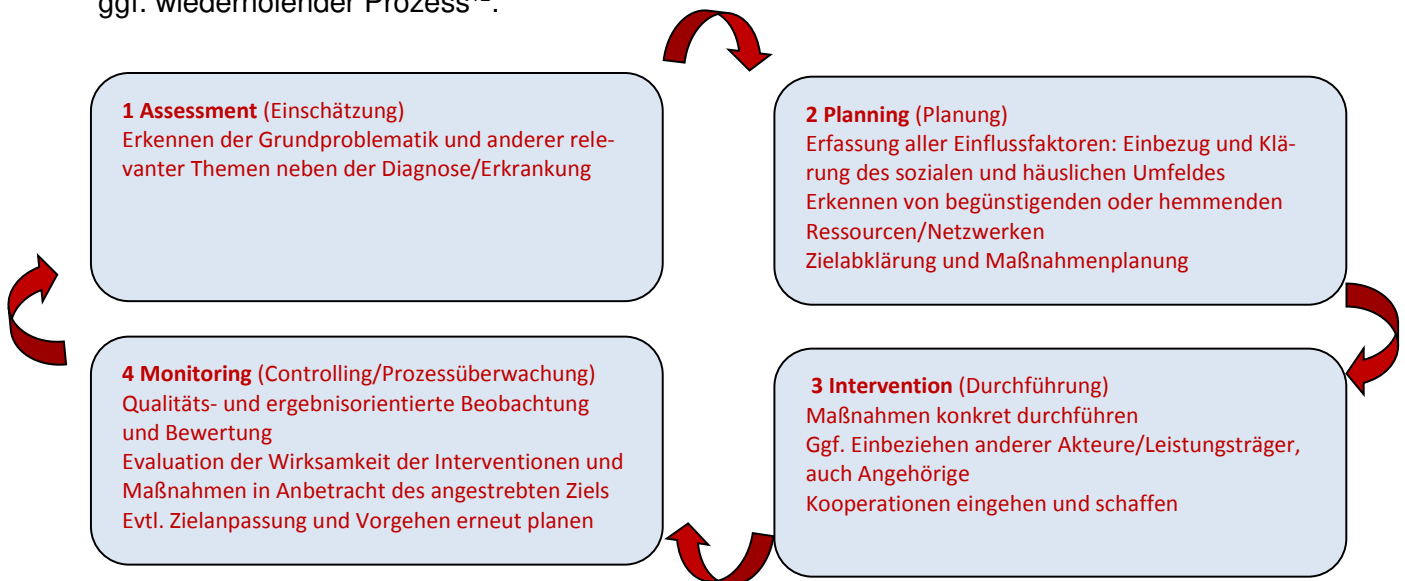 ggf. wiederholender Prozess¹².
1 Assessment (Einschätzung)
Erkennen der Grundproblematik und anderer rele-
vanter Themen neben der Diagnose/Erkrankung
2 Planning (Planung)
Erfassung aller Einflussfaktoren: Einbezug und Klä-
rung des sozialen und häuslichen Umfeldes
Erkennen von begünstigenden oder hemmenden
Ressourcen/Netzwerken
Zielabklärung und Maßnahmenplanung
4 Monitoring (Controlling/Prozessüberwachung)
Qualitäts- und ergebnisorientierte Beobachtung
und Bewertung
Evaluation der Wirksamkeit der Interventionen und
Maßnahmen in Anbetracht des angestrebten Ziels
Evtl. Zielanpassung und Vorgehen erneut planen
3 Intervention (Durchführung)
Maßnahmen konkret durchführen
Ggf. Einbeziehen anderer Akteure/Leistungsträger,
auch Angehörige
Kooperationen eingehen und schaffen